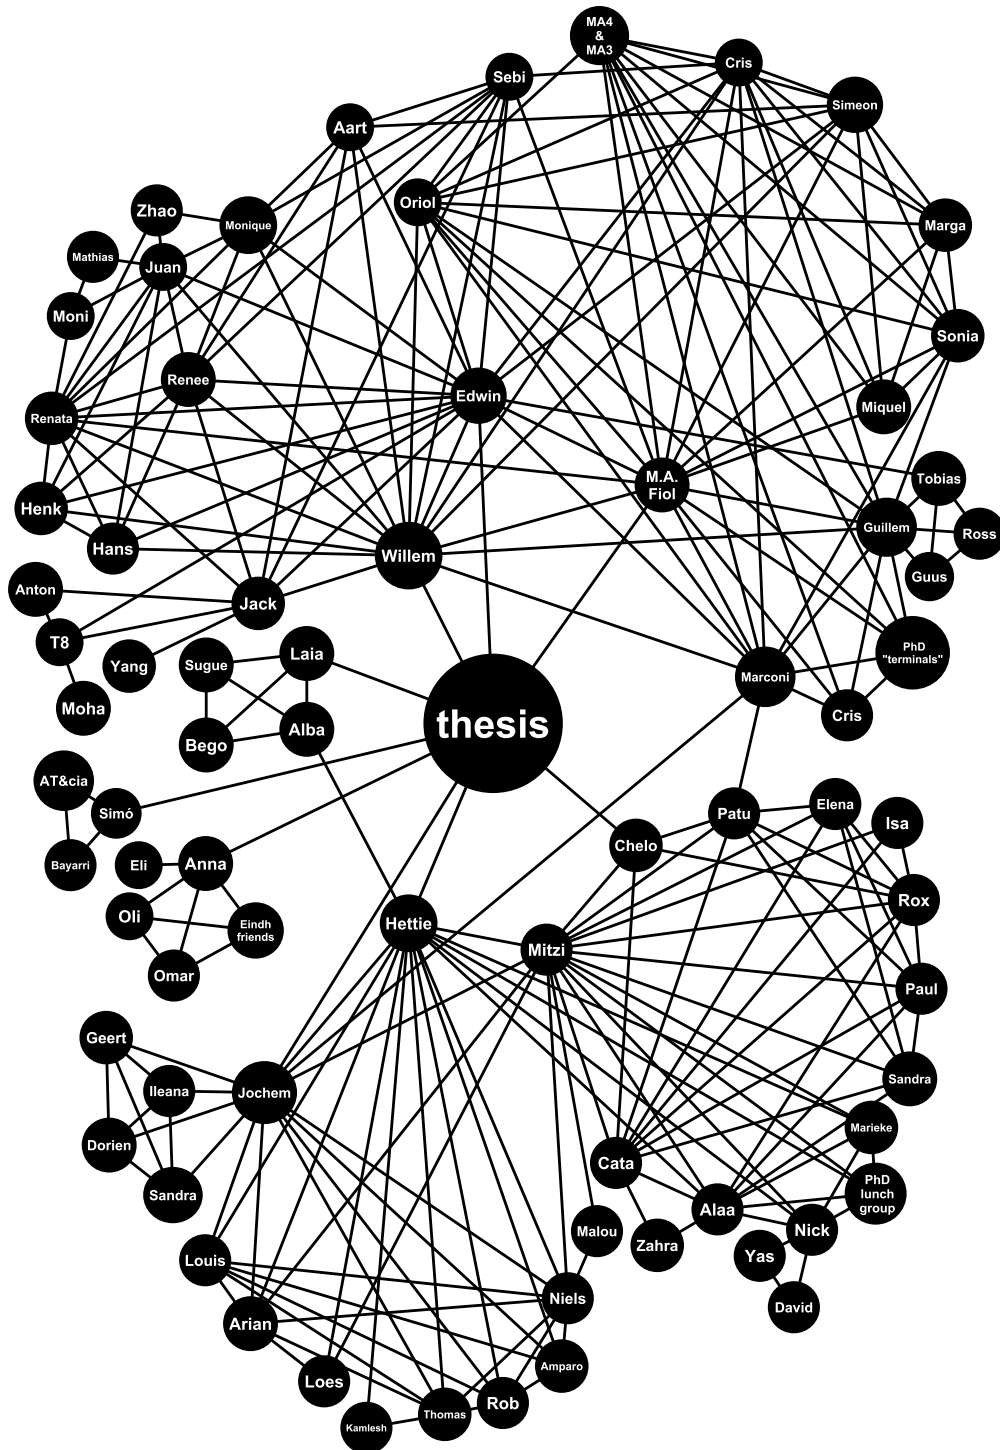 MA4
&
MA3
Cris
Sebi
Simeon
Aart
Oriol
Zhao
Monique
Marga
Mathias
Juan
Moni
Sonia
Renee
Edwin
Renata
Miquel
M.A.
Fiol
Tobias
Henk
Guillem
Ross
Hans
Willem
Guus
Anton
Jack
T8
PhD
"terminals"
Yang
Sugue
Laia
Marconi
Moha
Cris
thesis
Alba
Bego
AT&cia
Simó
Patu
Elena
Isa
Chelo
Bayarri
Eli
Anna
Rox
Oli
Eindh
friends
Hettie
Mitzi
Omar
Paul
Geert
Ileana
Jochem
Sandra
Marieke
Dorien
Cata
Sandra
PhD
lunch
group
Alaa
Nick
Malou
Zahra
Yas
Louis
Niels
David
Arian
Amparo
Loes
Rob
Thomas
Kamlesh